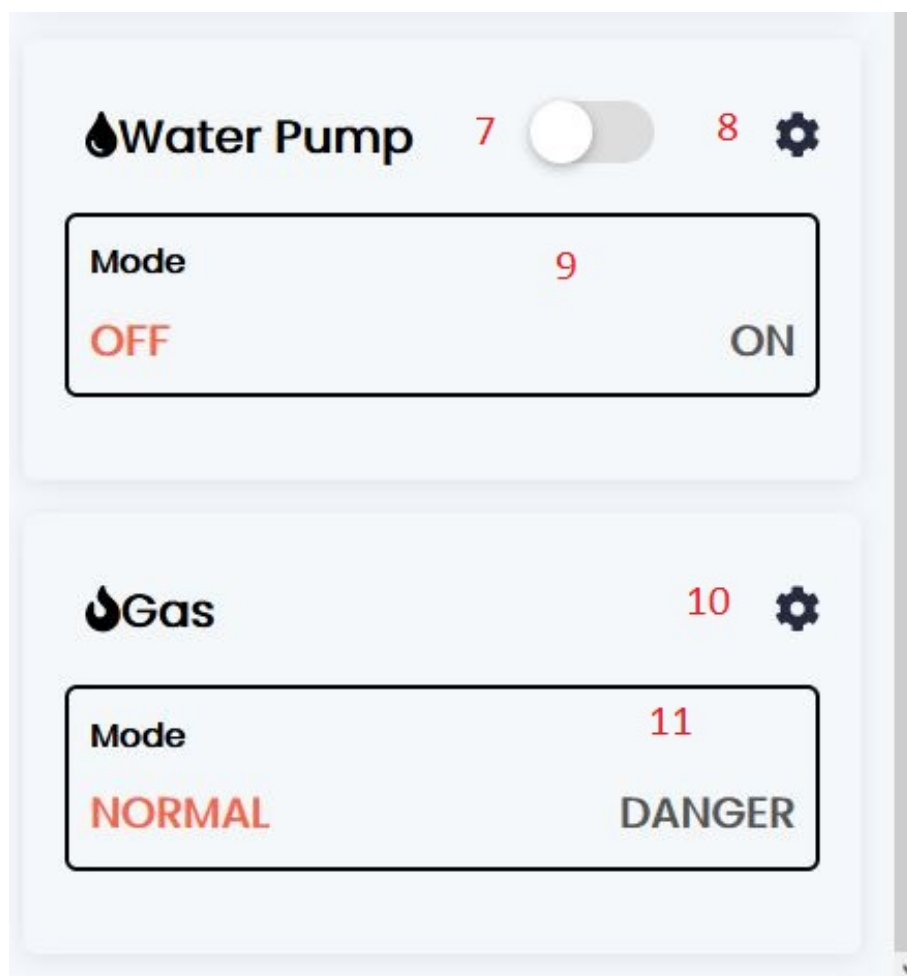 Water Pump 7 8
Mode 9
OFF ON
Gas 10
Mode 11
NORMAL DANGER